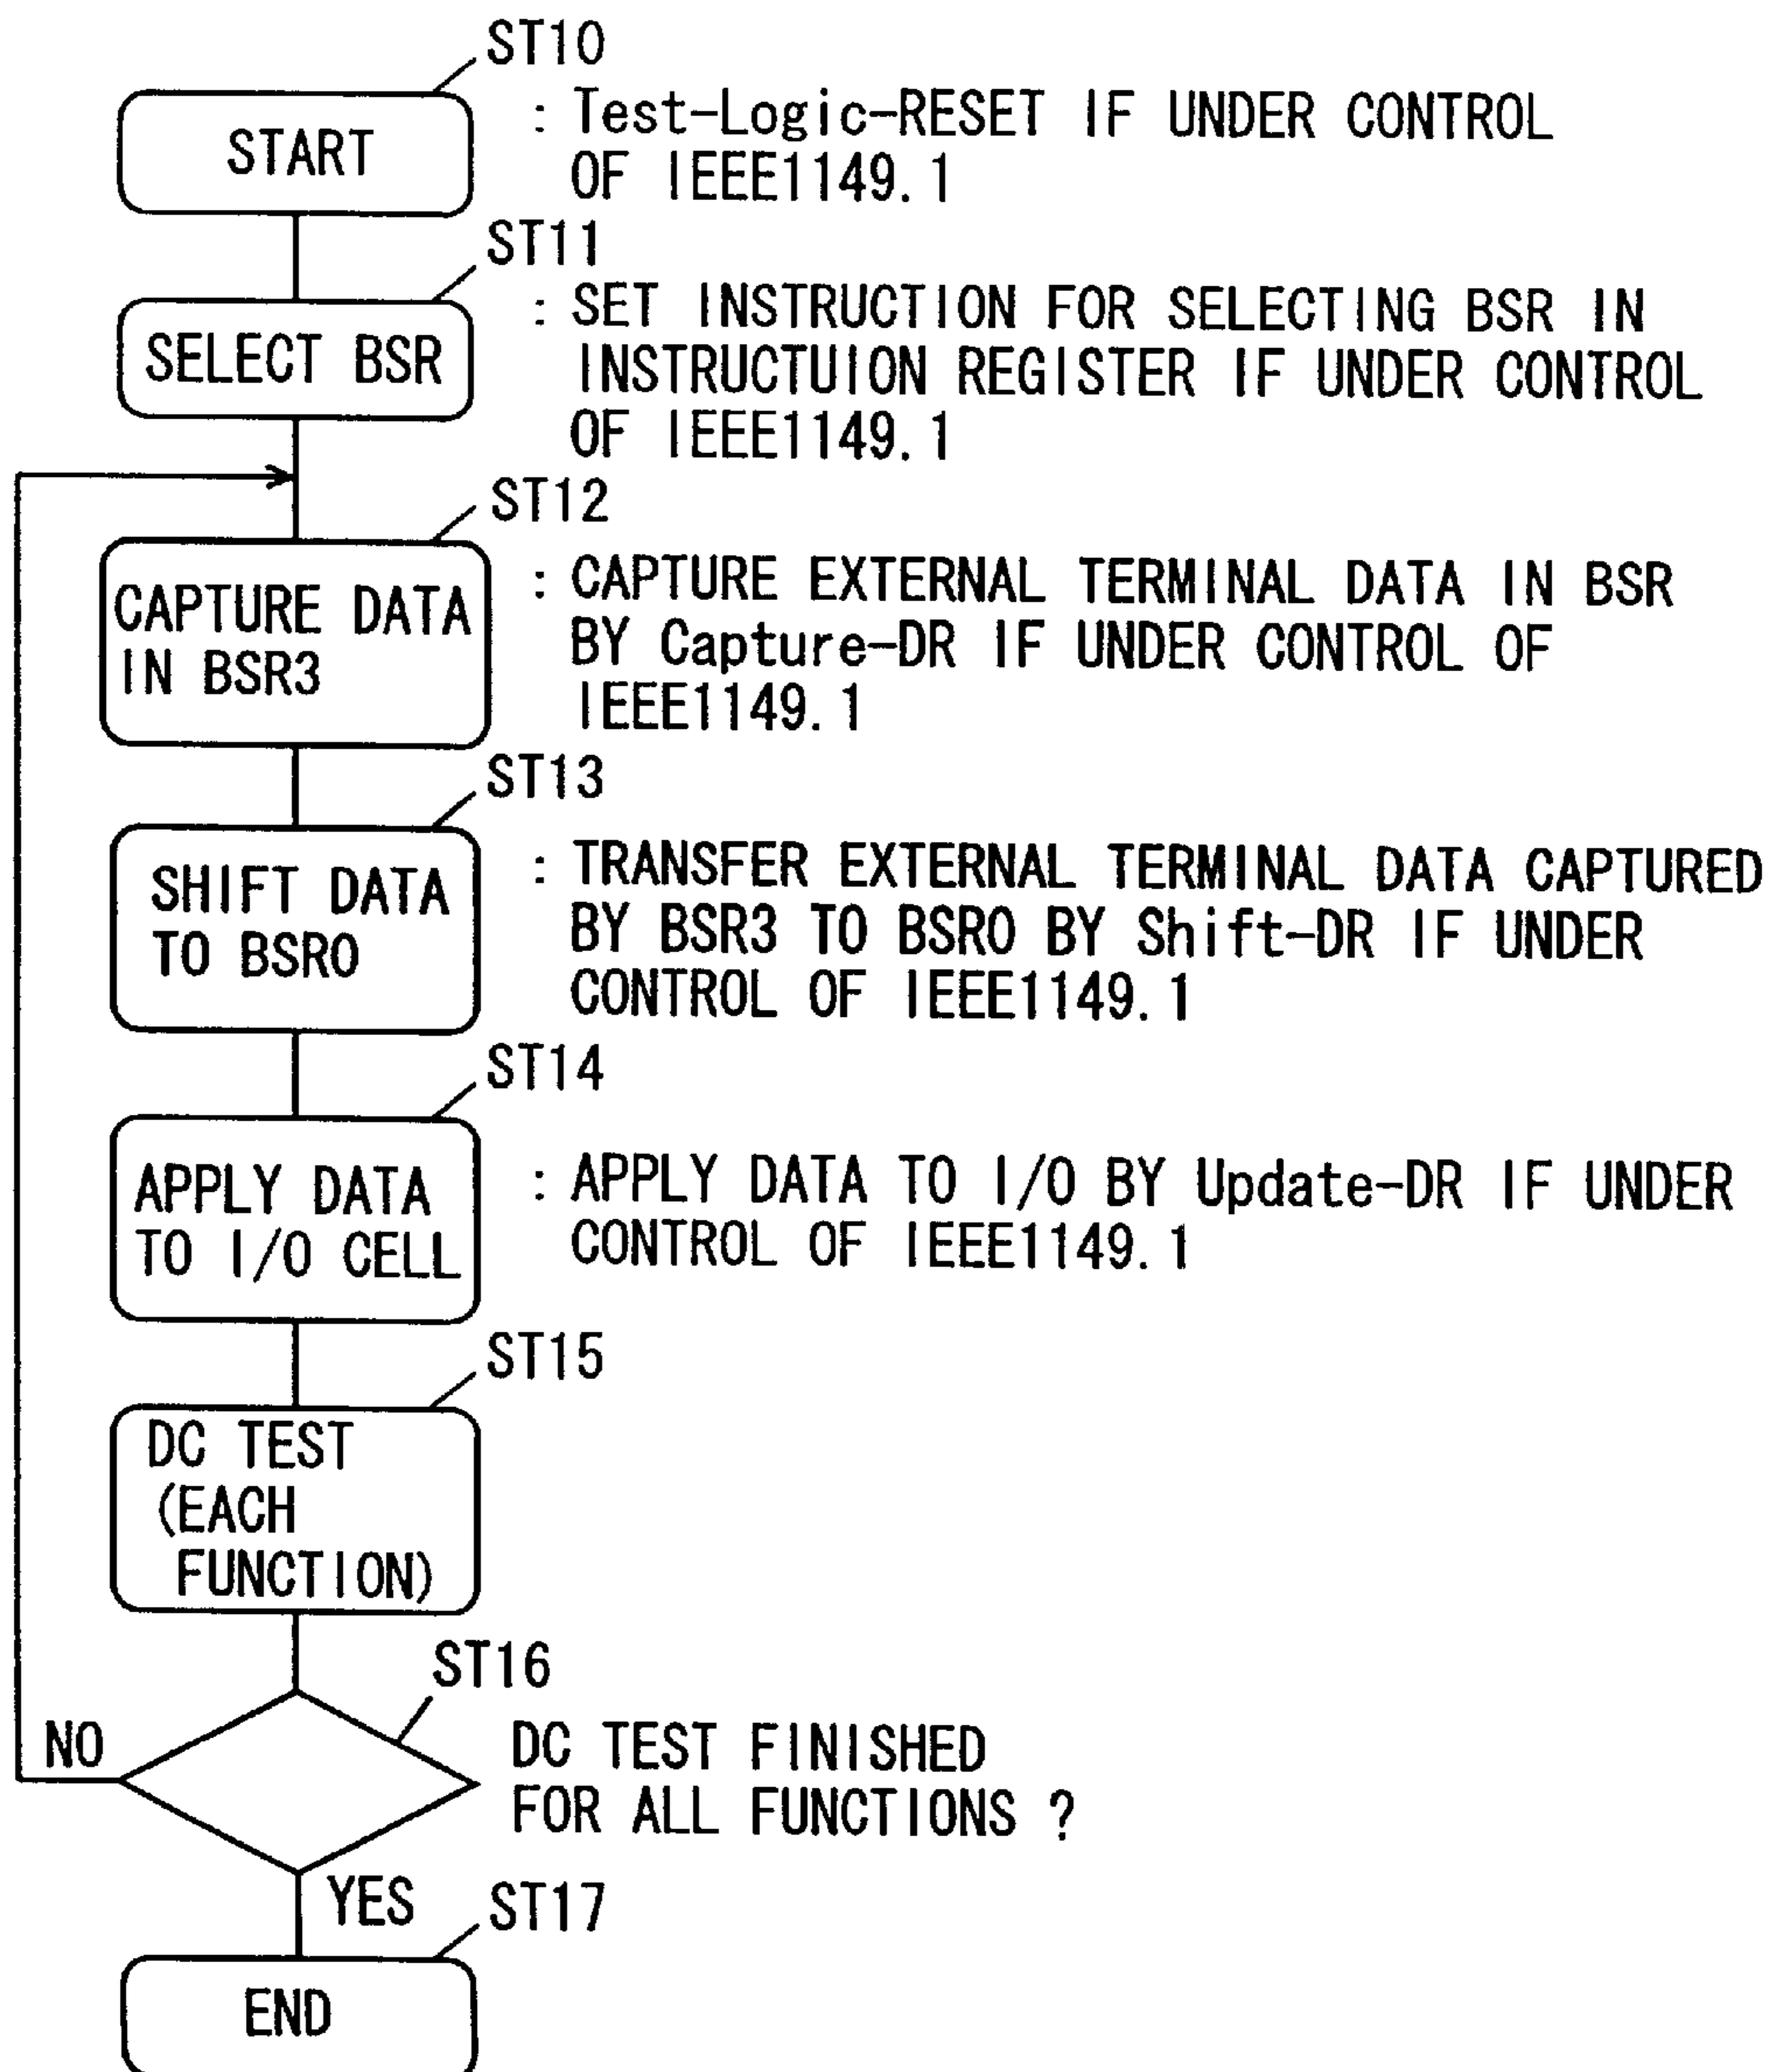 ST10
START
: Test-Logic-RESET IF UNDER CONTROL
OF IEEE1149.1
ST11
SELECT BSR
: SET INSTRUCTION FOR SELECTING BSR IN
INSTRUCTUION REGISTER IF UNDER CONTROL
OF IEEE1149.1
ST12
CAPTURE DATA
IN BSR3
: CAPTURE EXTERNAL TERMINAL DATA IN BSR
BY Capture-DR IF UNDER CONTROL OF
IEEE1149.1
ST13
SHIFT DATA
TO BSR0
: TRANSFER EXTERNAL TERMINAL DATA CAPTURED
BY BSR3 TO BSR0 BY Shift-DR IF UNDER
CONTROL OF IEEE1149.1
ST14
APPLY DATA
TO I/O CELL
: APPLY DATA TO I/O BY Update-DR IF UNDER
CONTROL OF IEEE1149.1
ST15
DC TEST
(EACH
FUNCTION)
ST16
NO
DC TEST FINISHED
FOR ALL FUNCTIONS ?
YES
ST17
END